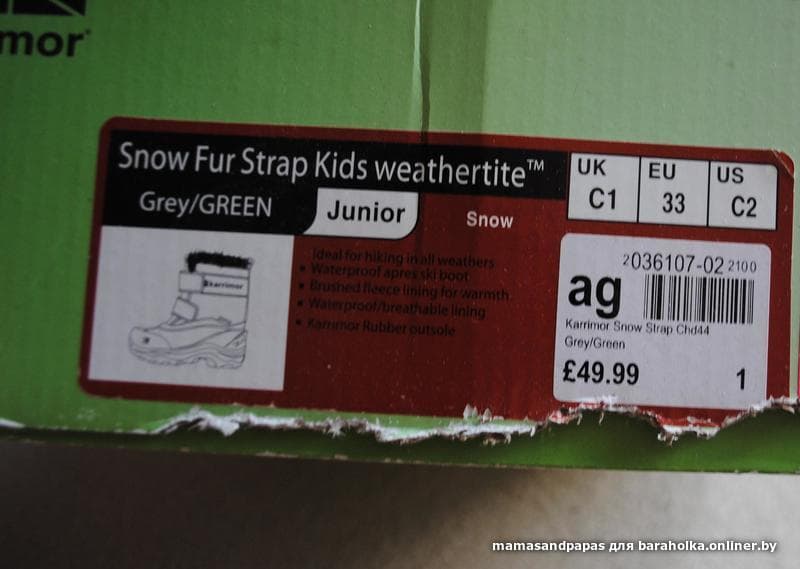 mor
Snow Fur Strap Kids weathertite™
Grey/GREEN
Junior
Snow
UK
C1
EU
33
US
C2
Ideal for hiking in all weathers
▪ Waterproof apres ski boot
▪ Brushed fleece lining for warmth
▪ Waterproof/breathable lining
▪ Karrimor Rubber outsole
karrimor
2036107-02 2100
ag
Karrimor Snow Strap Chd44
Grey/Green
£49.99
1
mamasandpapas для baraholka.onliner.by